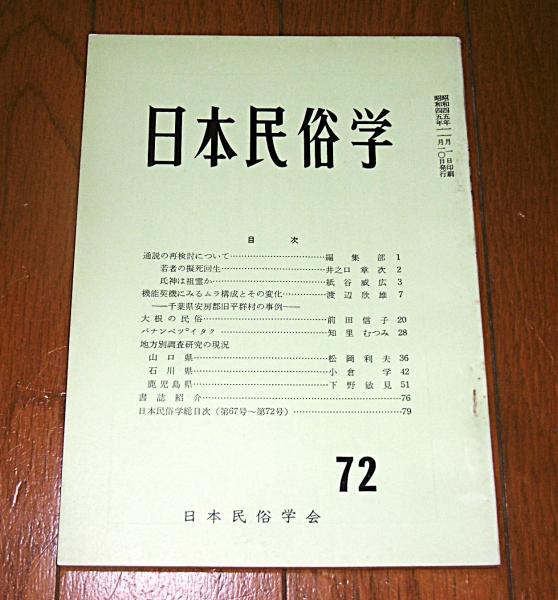 日本民俗学
昭和四五年一一月一日印刷
昭和四五年一一月一〇日発行
目次
通説の再検討について…………………………編集部 1
若者の擬死回生…………………………井之口章次 2
氏神は祖霊か…………………………紙谷威広 3
機能契機にみるムラ構成とその変化…………渡辺欣雄 7
――千葉県安房郡旧平群村の事例――
大根の民俗…………………………前田信子 20
パナンペツ°イタク…………………………知里むつみ 28
地方別調査研究の現況
山口県…………………………松岡利夫 36
石川県…………………………小倉学 42
鹿児島県…………………………下野敏見 51
書誌紹介…………………………76
日本民俗学総目次（第67号～第72号）…………………………79
72
日本民俗学会